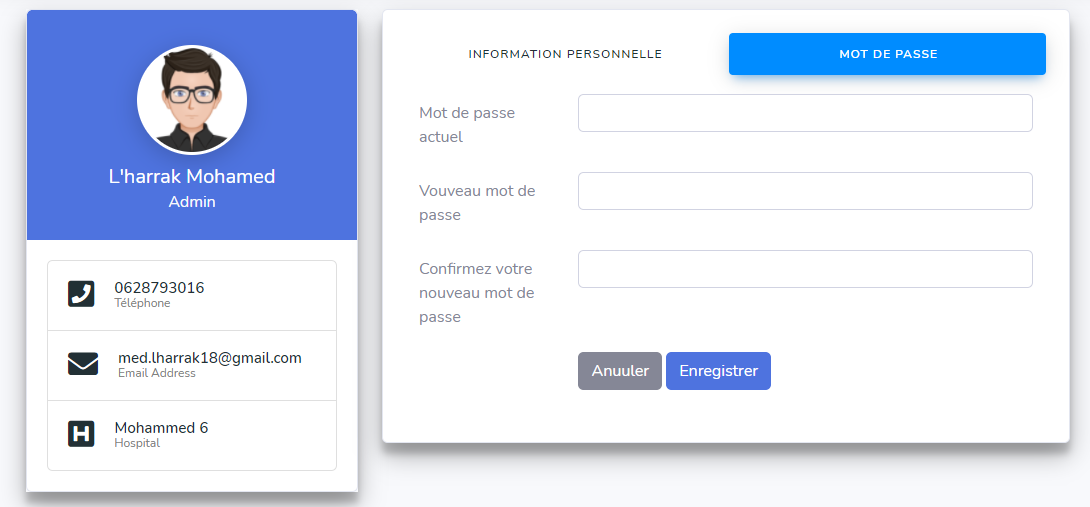 L'harrak Mohamed
Admin
0628793016
Téléphone
med.lharrak18@gmail.com
Email Address
Mohammed 6
Hospital
INFORMATION PERSONNELLE
MOT DE PASSE
Mot de passe
actuel
Vouveau mot de
passe
Confirmez votre
nouveau mot de
passe
Anuuler
Enregistrer